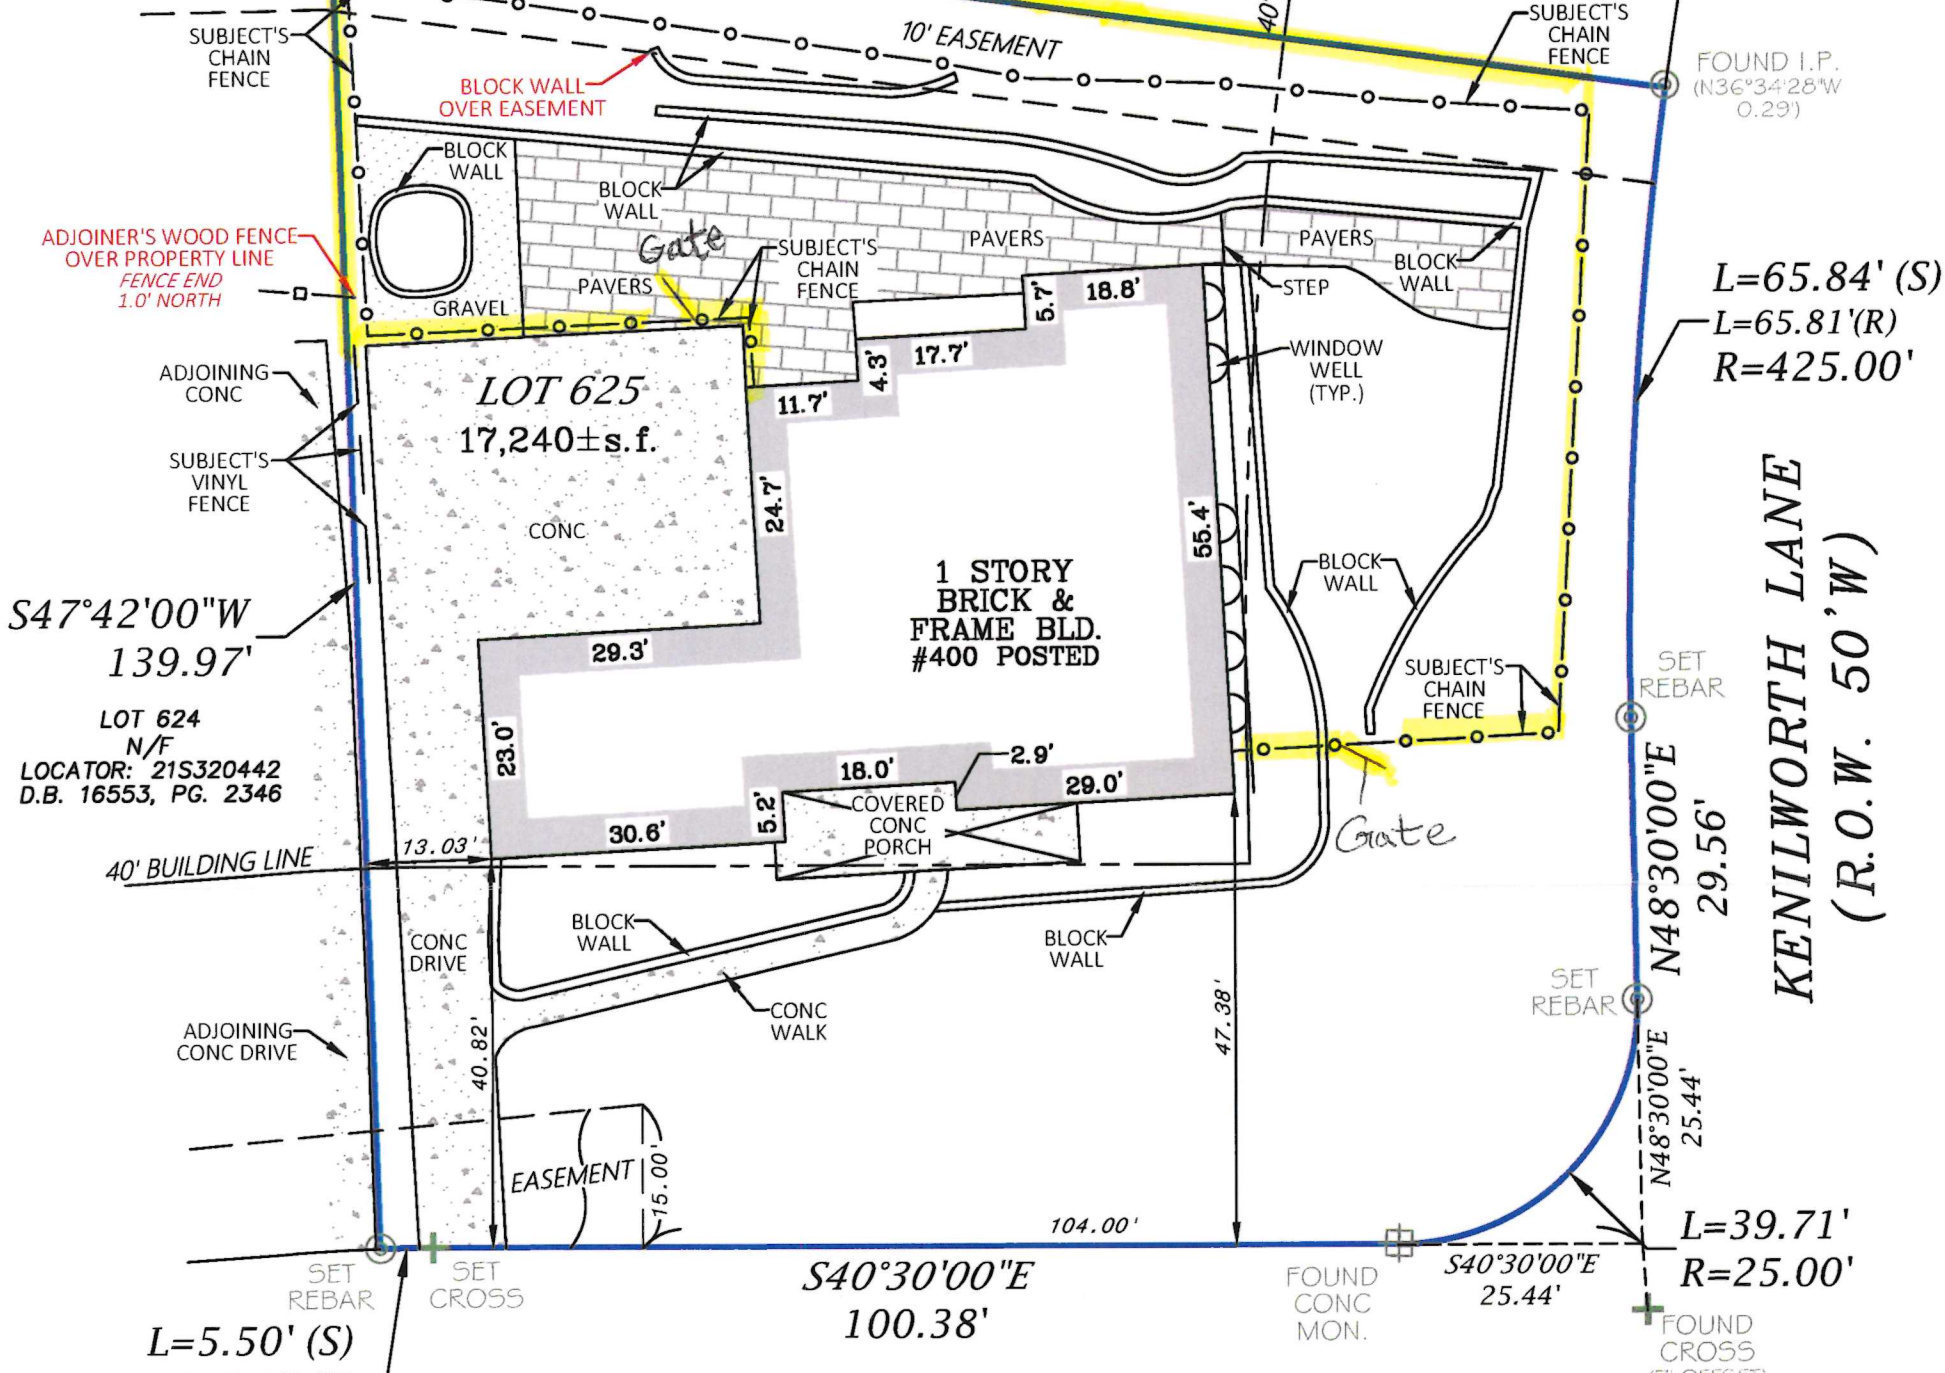 SUBJECT'S
CHAIN
FENCE
BLOCK WALL
OVER EASEMENT
10' EASEMENT
40'
SUBJECT'S
CHAIN
FENCE
FOUND I.P.
(N36°34'28"W
0.29')
BLOCK
WALL
BLOCK
WALL
Gate
ADJOINER'S WOOD FENCE
OVER PROPERTY LINE
FENCE END
1.0' NORTH
PAVERS
SUBJECT'S
CHAIN
FENCE
PAVERS
PAVERS
BLOCK
WALL
STEP
GRAVEL
5.7'
18.8'
L=65.84' (S)
L=65.81'(R)
R=425.00'
WINDOW
WELL
(TYP.)
ADJOINING
CONC
LOT 625
17,240±s.f.
11.7'
4.3'
17.7'
SUBJECT'S
VINYL
FENCE
CONC
24.7'
55.4'
1 STORY
BRICK &
FRAME BLD.
#400 POSTED
BLOCK
WALL
S47°42'00"W
139.97'
29.3'
SUBJECT'S
CHAIN
FENCE
SET
REBAR
KENILWORTH LANE
(R.O.W. 50'W)
LOT 624
N/F
LOCATOR: 21S320442
D.B. 16553, PG. 2346
23.0'
18.0'
2.9'
29.0'
30.6'
5.2'
COVERED
CONC
PORCH
Gate
N48°30'00"E
29.56'
40' BUILDING LINE
13.03'
BLOCK
WALL
CONC
DRIVE
BLOCK
WALL
SET
REBAR
CONC
WALK
ADJOINING
CONC DRIVE
40.82'
47.38'
N48°30'00"E
25.44'
EASEMENT
15.00'
104.00'
L=39.71'
R=25.00'
SET
REBAR
SET
CROSS
S40°30'00"E
100.38'
FOUND
CONC
MON.
S40°30'00"E
25.44'
FOUND
CROSS
L=5.50' (S)